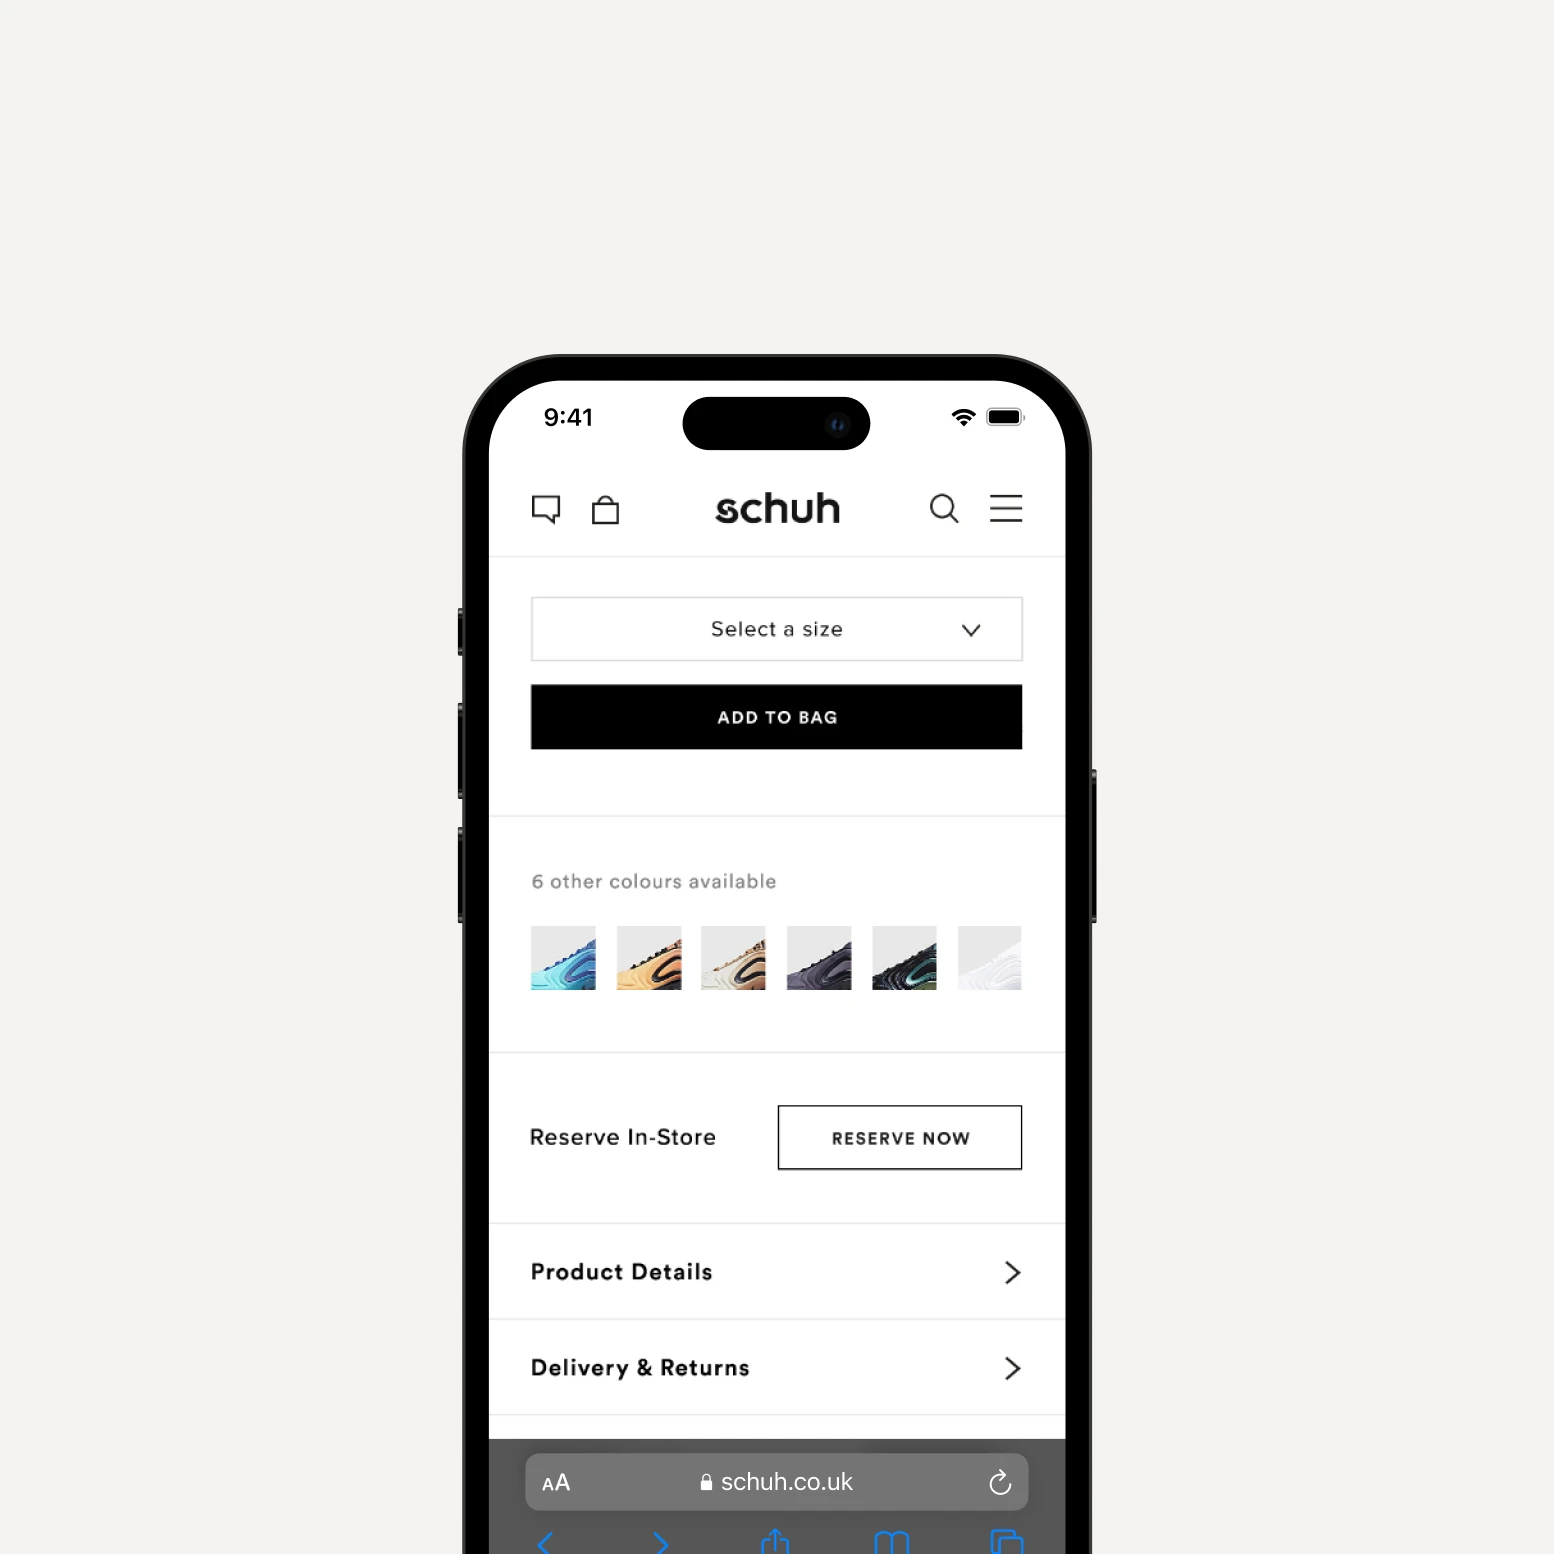 9:41
schuh
Select a size
ADD TO BAG
6 other colours available
Reserve In-Store
RESERVE NOW
Product Details
Delivery & Returns
AA
schuh.co.uk